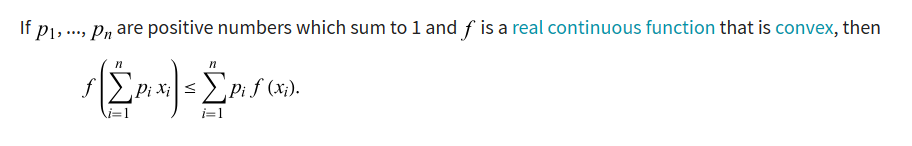 If p₁, ..., pₙ are positive numbers which sum to 1 and f is a real continuous function that is convex, then
f(∑ᵢ₌₁ⁿ pᵢ xᵢ) ≤ ∑ᵢ₌₁ⁿ pᵢ f (xᵢ).